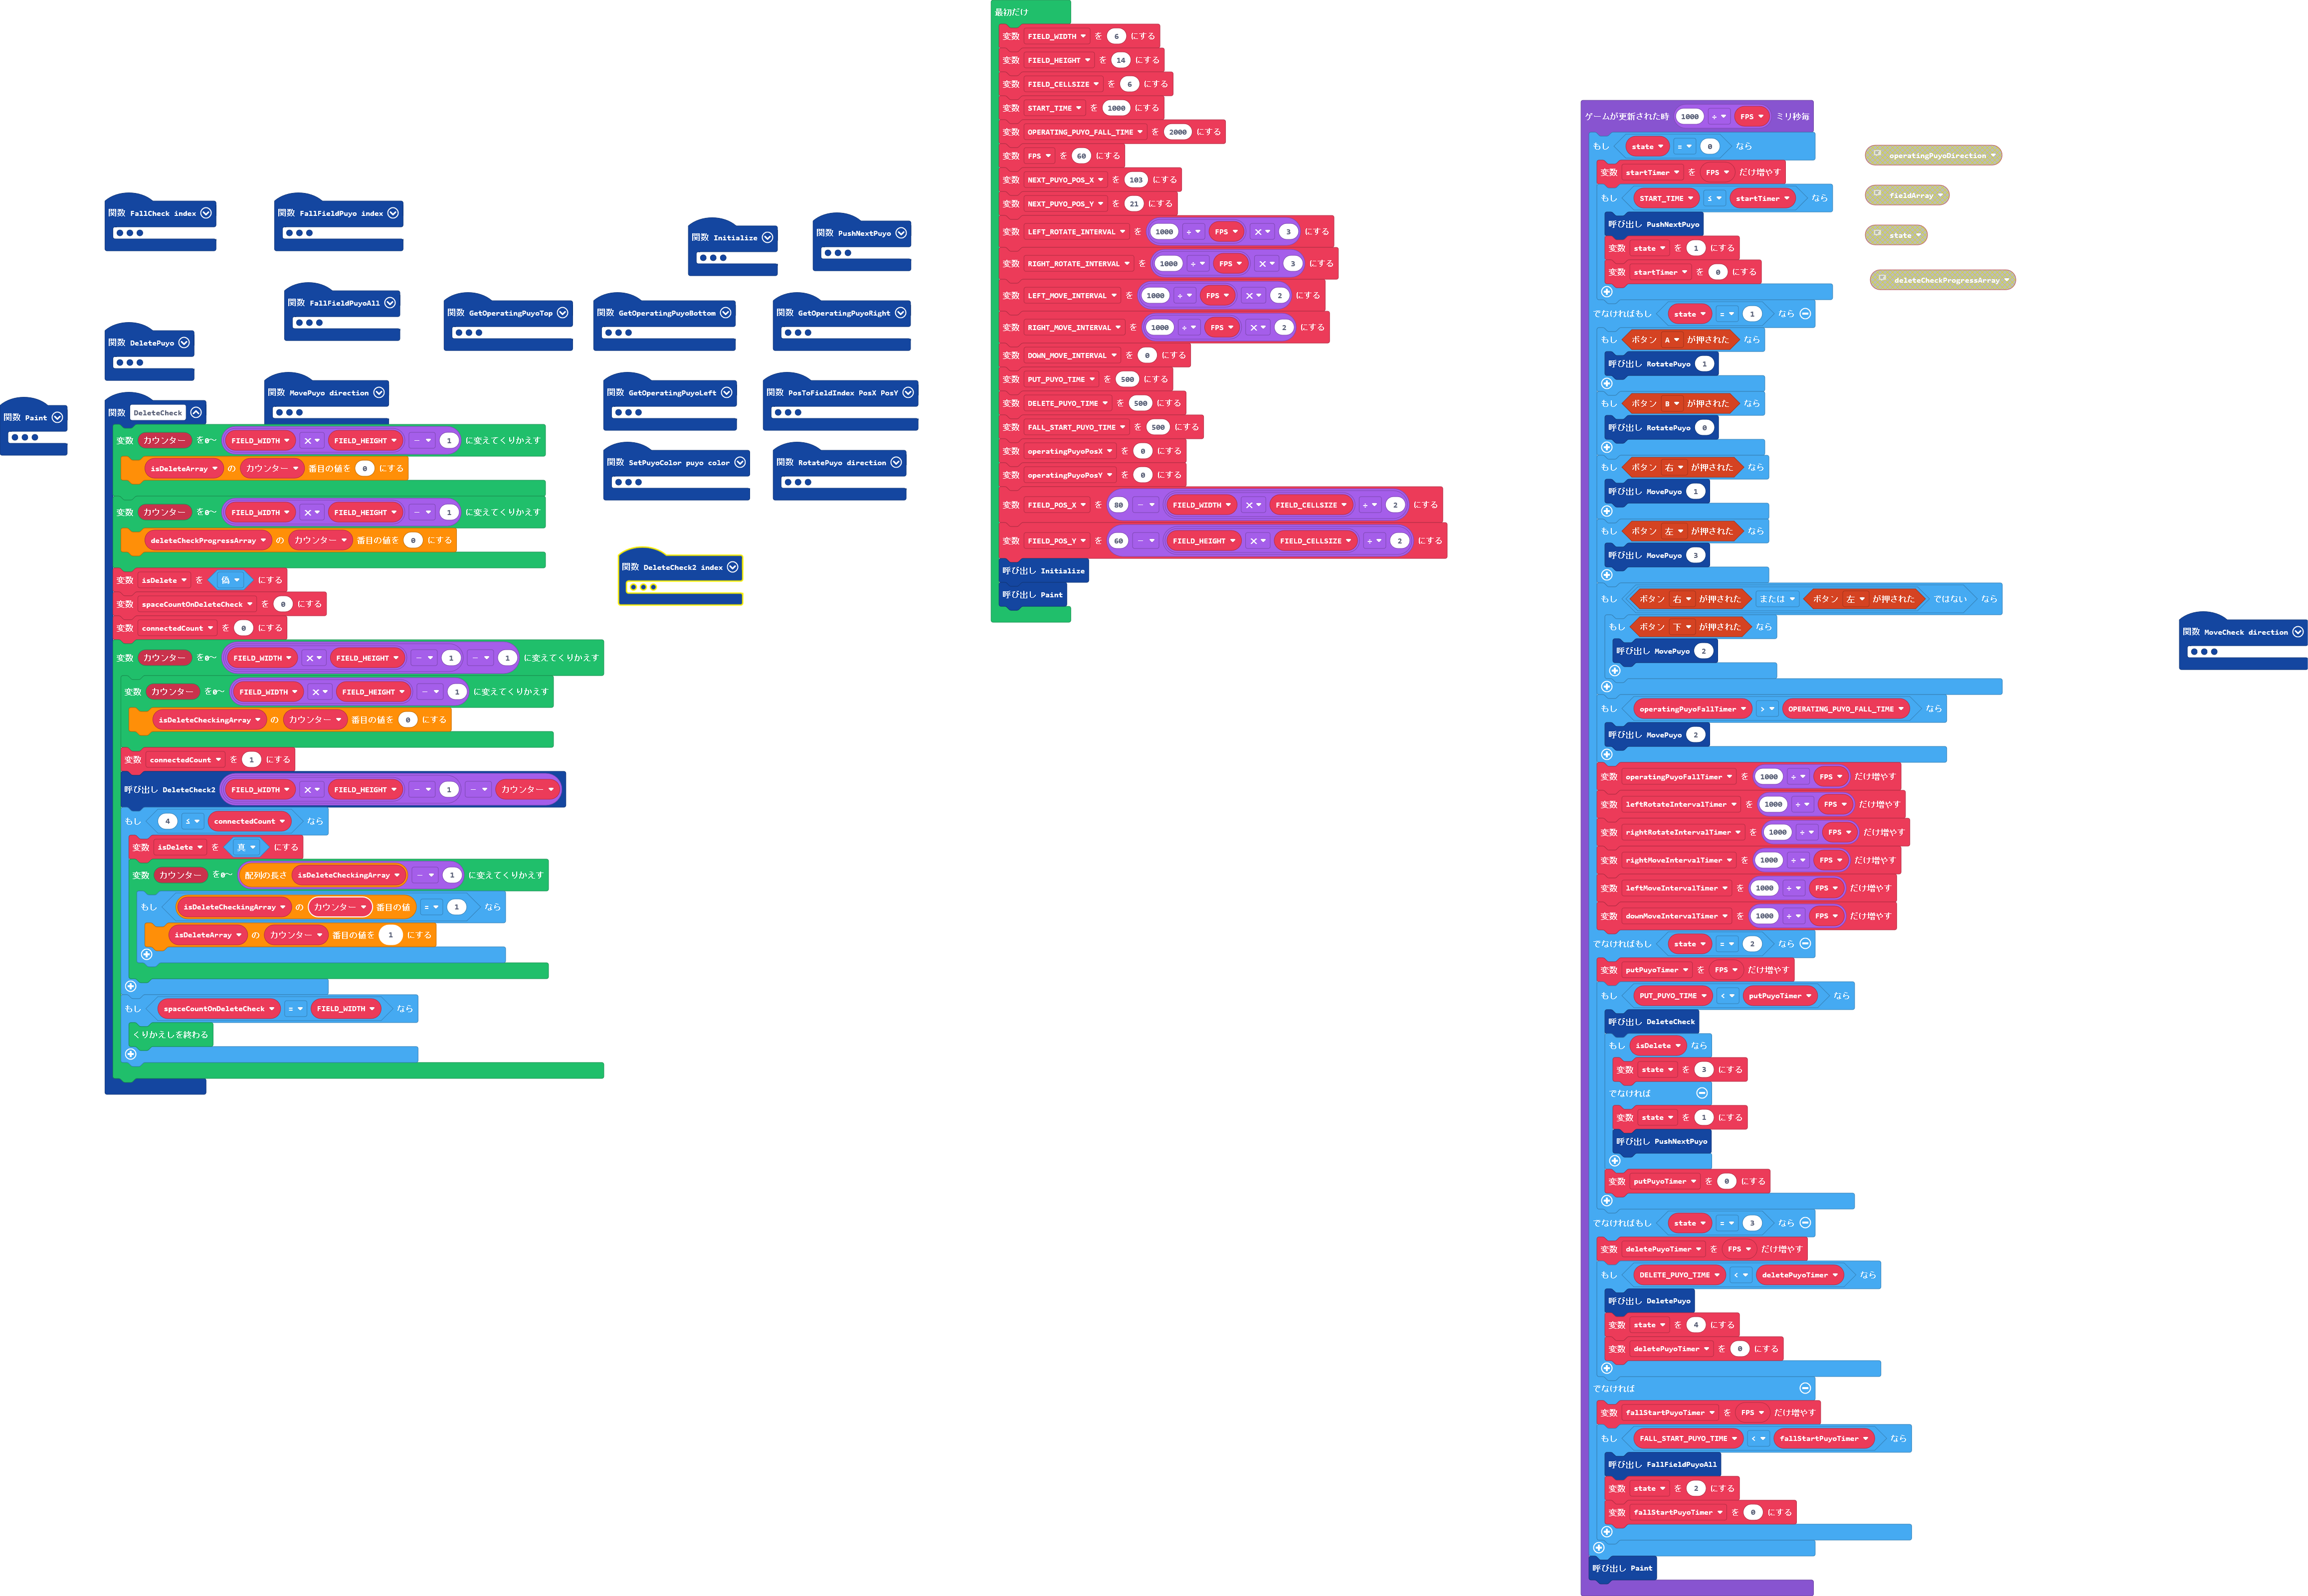 関数 FallCheck index
関数 FallFieldPuyo index
関数 FallFieldPuyoAll
関数 DeletePuyo
関数 MovePuyo direction
関数 Paint
関数 GetOperatingPuyoTop
関数 GetOperatingPuyoBottom
関数 GetOperatingPuyoRight
関数 GetOperatingPuyoLeft
関数 PosToFieldIndex PosX PosY
関数 SetPuyoColor puyo color
関数 RotatePuyo direction
関数 Initialize
関数 PushNextPuyo
関数 DeleteCheck2 index
関数 DeleteCheck
変数 カウンター を0〜 FIELD_WIDTH × FIELD_HEIGHT - 1 に変えてくりかえす
isDeleteArray の カウンター 番目の値を 0 にする
変数 カウンター を0〜 FIELD_WIDTH × FIELD_HEIGHT - 1 に変えてくりかえす
deleteCheckProgressArray の カウンター 番目の値を 0 にする
変数 isDelete を 偽 にする
変数 spaceCountOnDeleteCheck を 0 にする
変数 connectedCount を 0 にする
変数 カウンター を0〜 FIELD_WIDTH × FIELD_HEIGHT - 1 - 1 に変えてくりかえす
変数 カウンター を0〜 FIELD_WIDTH × FIELD_HEIGHT - 1 に変えてくりかえす
isDeleteCheckingArray の カウンター 番目の値を 0 にする
変数 connectedCount を 1 にする
呼び出し DeleteCheck2 FIELD_WIDTH × FIELD_HEIGHT - 1 - カウンター
もし 4 ≤ connectedCount なら
変数 isDelete を 真 にする
変数 カウンター を0〜 配列の長さ isDeleteCheckingArray - 1 に変えてくりかえす
もし isDeleteCheckingArray の カウンター 番目の値 = 1 なら
isDeleteArray の カウンター 番目の値を 1 にする
もし spaceCountOnDeleteCheck = FIELD_WIDTH なら
くりかえしを終わる
最初だけ
変数 FIELD_WIDTH を 6 にする
変数 FIELD_HEIGHT を 14 にする
変数 FIELD_CELLSIZE を 6 にする
変数 START_TIME を 1000 にする
変数 OPERATING_PUYO_FALL_TIME を 2000 にする
変数 FPS を 60 にする
変数 NEXT_PUYO_POS_X を 103 にする
変数 NEXT_PUYO_POS_Y を 21 にする
変数 LEFT_ROTATE_INTERVAL を 1000 ÷ FPS × 3 にする
変数 RIGHT_ROTATE_INTERVAL を 1000 ÷ FPS × 3 にする
変数 LEFT_MOVE_INTERVAL を 1000 ÷ FPS × 2 にする
変数 RIGHT_MOVE_INTERVAL を 1000 ÷ FPS × 2 にする
変数 DOWN_MOVE_INTERVAL を 0 にする
変数 PUT_PUYO_TIME を 500 にする
変数 DELETE_PUYO_TIME を 500 にする
変数 FALL_START_PUYO_TIME を 500 にする
変数 operatingPuyoPosX を 0 にする
変数 operatingPuyoPosY を 0 にする
変数 FIELD_POS_X を 80 - FIELD_WIDTH × FIELD_CELLSIZE ÷ 2 にする
変数 FIELD_POS_Y を 60 - FIELD_HEIGHT × FIELD_CELLSIZE ÷ 2 にする
呼び出し Initialize
呼び出し Paint
ゲームが更新された時 1000 ÷ FPS ミリ秒毎
もし state = 0 なら
変数 startTimer を FPS だけ増やす
もし START_TIME ≤ startTimer なら
呼び出し PushNextPuyo
変数 state を 1 にする
変数 startTimer を 0 にする
でなければもし state = 1 なら
もし ボタン A が押された なら
呼び出し RotatePuyo 1
もし ボタン B が押された なら
呼び出し RotatePuyo 0
もし ボタン 右 が押された なら
呼び出し MovePuyo 1
もし ボタン 左 が押された なら
呼び出し MovePuyo 3
もし ボタン 右 が押された または ボタン 左 が押された ではない なら
もし ボタン 下 が押された なら
呼び出し MovePuyo 2
もし operatingPuyoFallTimer > OPERATING_PUYO_FALL_TIME なら
呼び出し MovePuyo 2
変数 operatingPuyoFallTimer を 1000 ÷ FPS だけ増やす
変数 leftRotateIntervalTimer を 1000 ÷ FPS だけ増やす
変数 rightRotateIntervalTimer を 1000 ÷ FPS だけ増やす
変数 rightMoveIntervalTimer を 1000 ÷ FPS だけ増やす
変数 leftMoveIntervalTimer を 1000 ÷ FPS だけ増やす
変数 downMoveIntervalTimer を 1000 ÷ FPS だけ増やす
でなければもし state = 2 なら
変数 putPuyoTimer を FPS だけ増やす
もし PUT_PUYO_TIME < putPuyoTimer なら
呼び出し DeleteCheck
もし isDelete なら
変数 state を 3 にする
でなければ
変数 state を 1 にする
呼び出し PushNextPuyo
変数 putPuyoTimer を 0 にする
でなければもし state = 3 なら
変数 deletePuyoTimer を FPS だけ増やす
もし DELETE_PUYO_TIME < deletePuyoTimer なら
呼び出し DeletePuyo
変数 state を 4 にする
変数 deletePuyoTimer を 0 にする
でなければ
変数 fallStartPuyoTimer を FPS だけ増やす
もし FALL_START_PUYO_TIME < fallStartPuyoTimer なら
呼び出し FallFieldPuyoAll
変数 state を 2 にする
変数 fallStartPuyoTimer を 0 にする
呼び出し Paint
operatingPuyoDirection
fieldArray
state
deleteCheckProgressArray
関数 MoveCheck direction